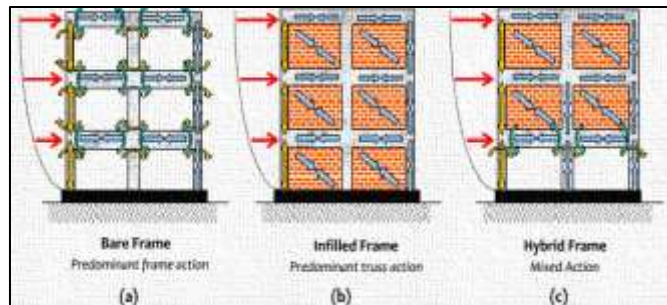 Bare Frame
Predominant frame action
(a)
Infilled Frame
Predominant truss action
(b)
Hybrid Frame
Mixed Action
(c)